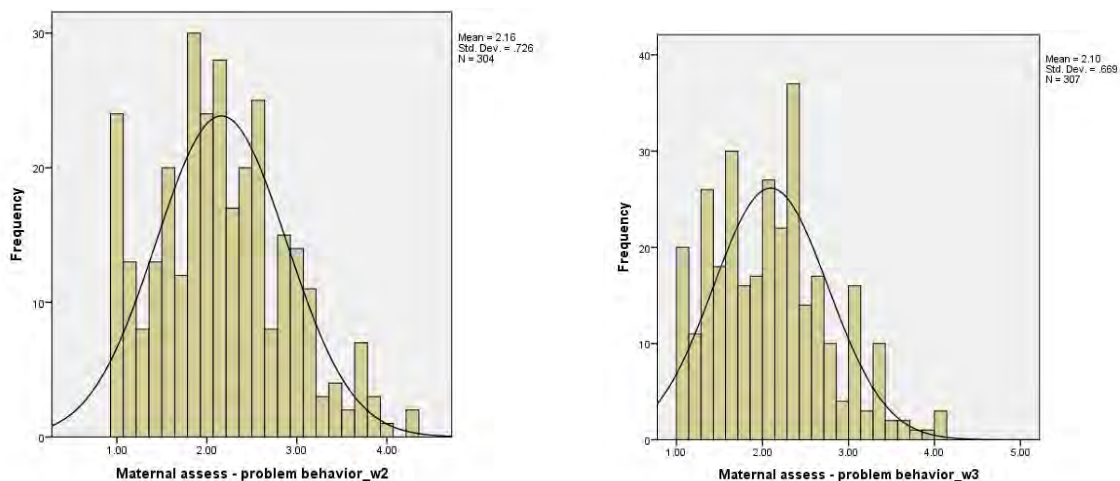 Mean = 2.16
Std. Dev. = .726
N = 304
Frequency
30
20
10
0
1.00 2.00 3.00 4.00
Maternal assess - problem behavior_w2
Mean = 2.10
Std. Dev. = .669
N = 307
Frequency
40
30
20
10
0
1.00 2.00 3.00 4.00 5.00
Maternal assess - problem behavior_w3